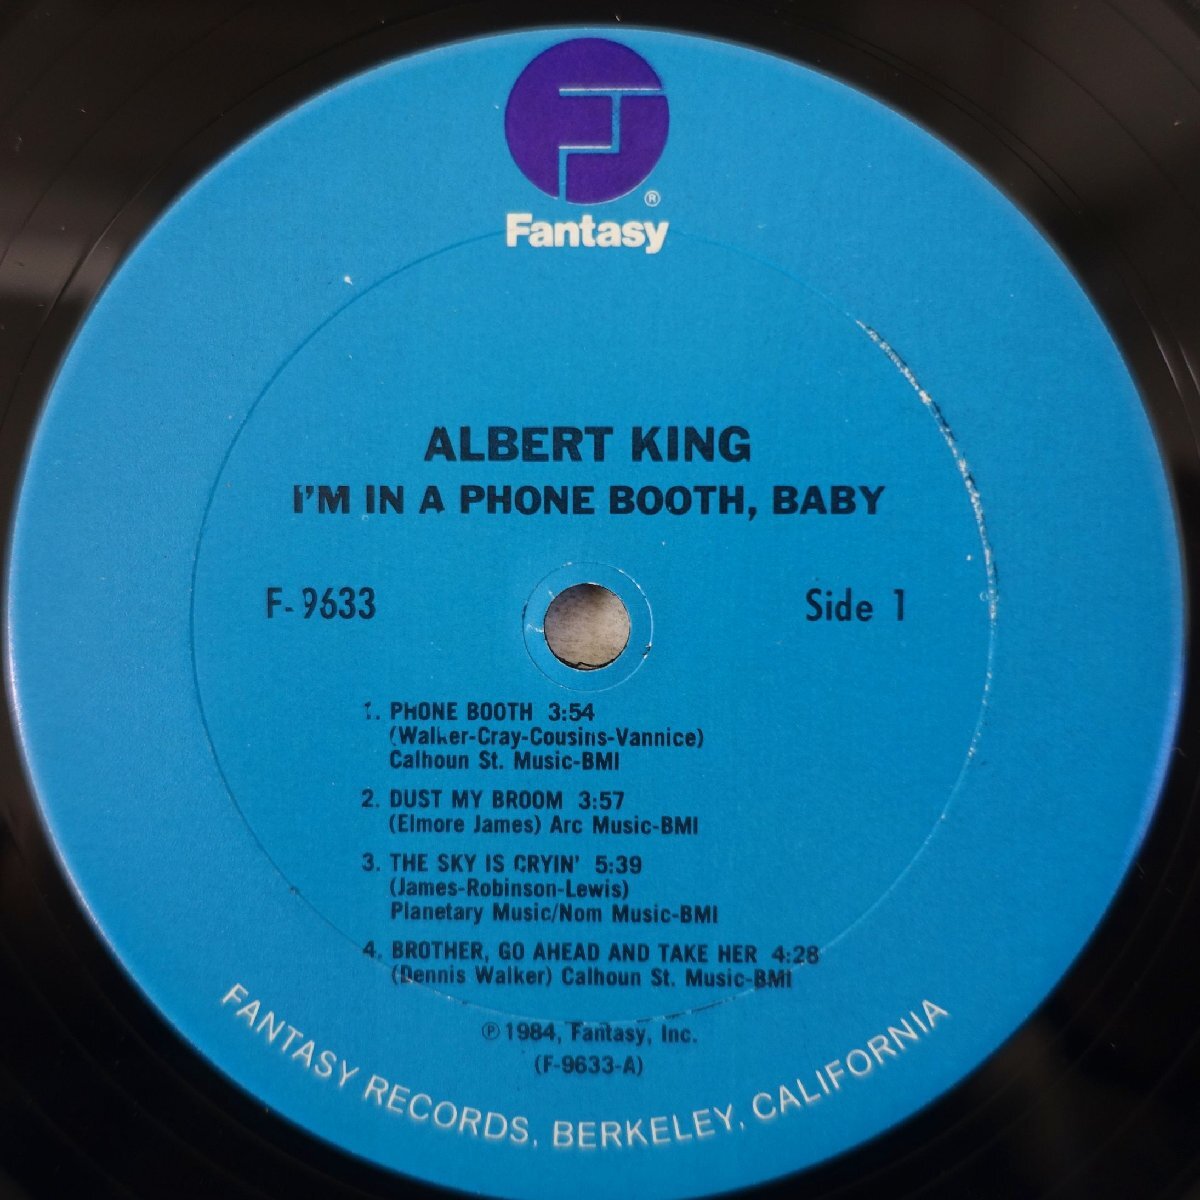 ®
Fantasy
ALBERT KING
I'M IN A PHONE BOOTH, BABY
F-9633
Side 1
1. PHONE BOOTH 3:54
(Walker-Cray-Cousins-Vannice)
Calhoun St. Music-BMI
2. DUST MY BROOM 3:57
(Elmore James) Arc Music-BMI
3. THE SKY IS CRYIN' 5:39
(James-Robinson-Lewis)
Planetary Music/Nom Music-BMI
4. BROTHER, GO AHEAD AND TAKE HER 4:28
(Dennis Walker) Calhoun St. Music-BMI
℗ 1984, Fantasy, Inc.
(F-9633-A)
FANTASY RECORDS, BERKELEY, CALIFORNIA